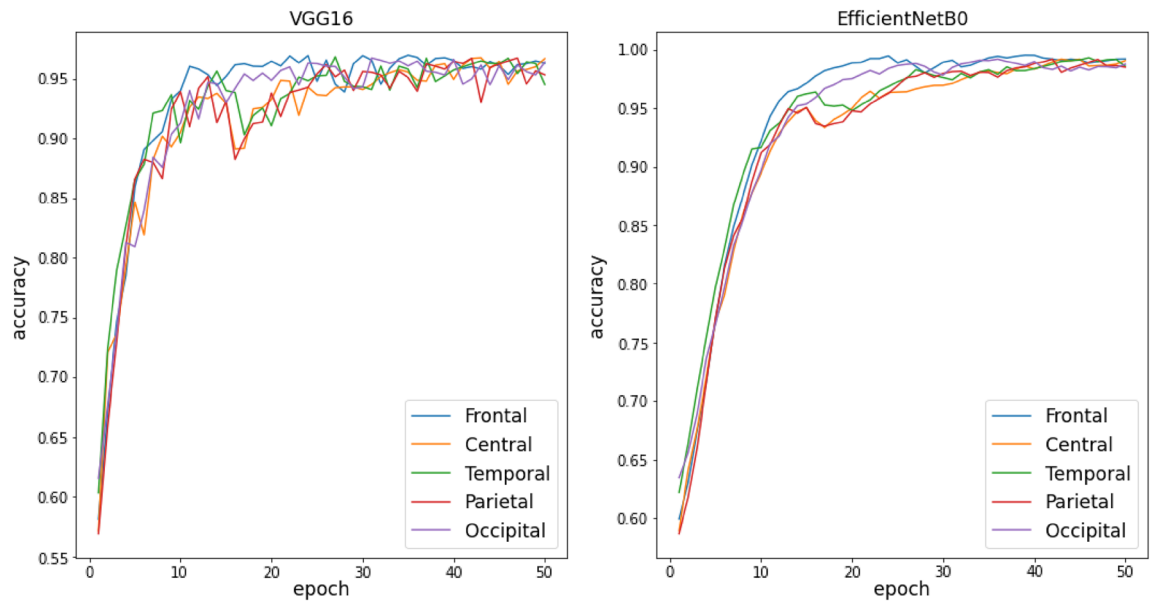 VGG16
0.95
0.90
0.85
0.80
0.75
0.70
0.65
0.60
0.55
accuracy
0 10 20 30 40 50
epoch
Frontal
Central
Temporal
Parietal
Occipital
EfficientNetB0
1.00
0.95
0.90
0.85
0.80
0.75
0.70
0.65
0.60
accuracy
0 10 20 30 40 50
epoch
Frontal
Central
Temporal
Parietal
Occipital